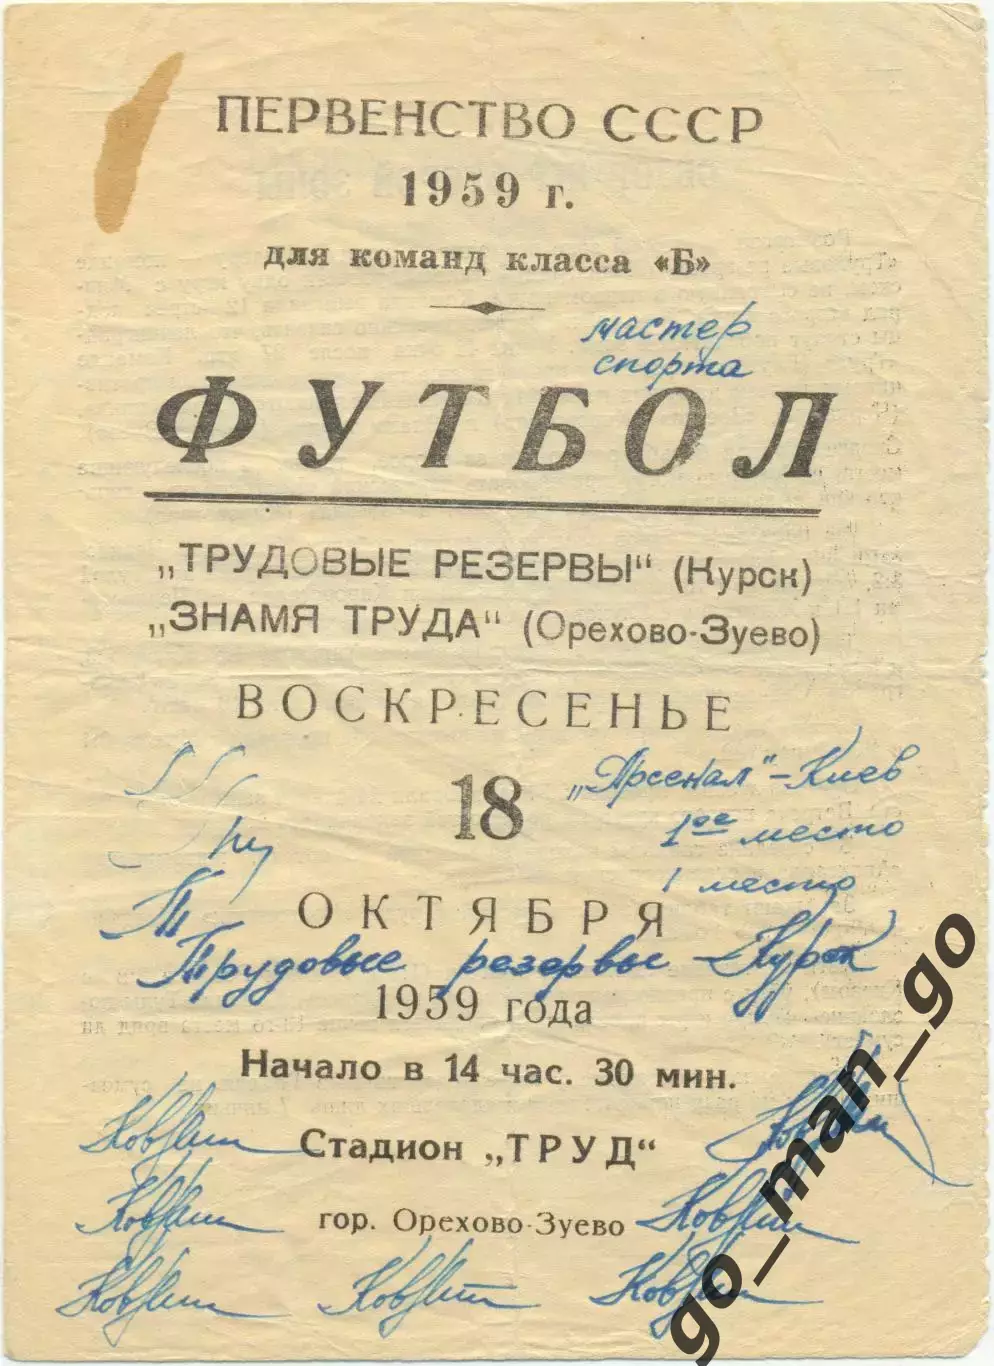 ПЕРВЕНСТВО СССР
1959 г.
для команд класса «Б»
мастер
спорта
ФУТБОЛ
„ТРУДОВЫЕ РЕЗЕРВЫ" (Курск)
„ЗНАМЯ ТРУДА" (Орехово-Зуево)
ВОСКРЕСЕНЬЕ
„Арсенал" - Киев
18
1ое место
1 место
ОКТЯБРЯ
Трудовые резервы - Курск
1959 года
Начало в 14 час. 30 мин.
Стадион „ТРУД"
гор. Орехово-Зуево
go_man_go